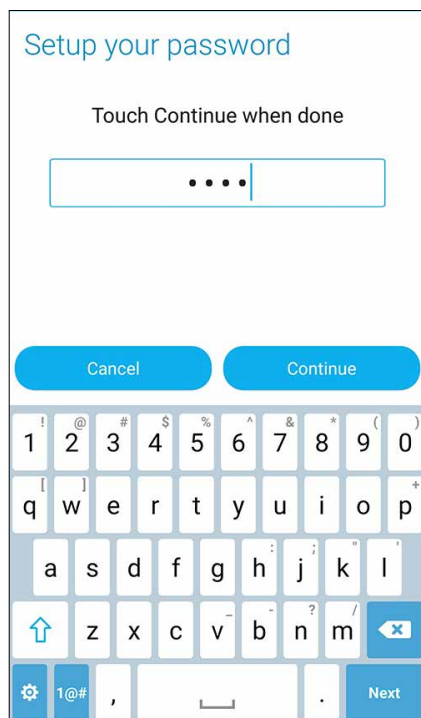 Setup your password
Touch Continue when done
••••
Cancel Continue
! @ # $ % ^ & * ( )
1 2 3 4 5 6 7 8 9 0
[ ] +
q w e r t y u i o p
: ; " '
a s d f g h j k l
_ - ? /
z x c v b n m
1@# , . Next